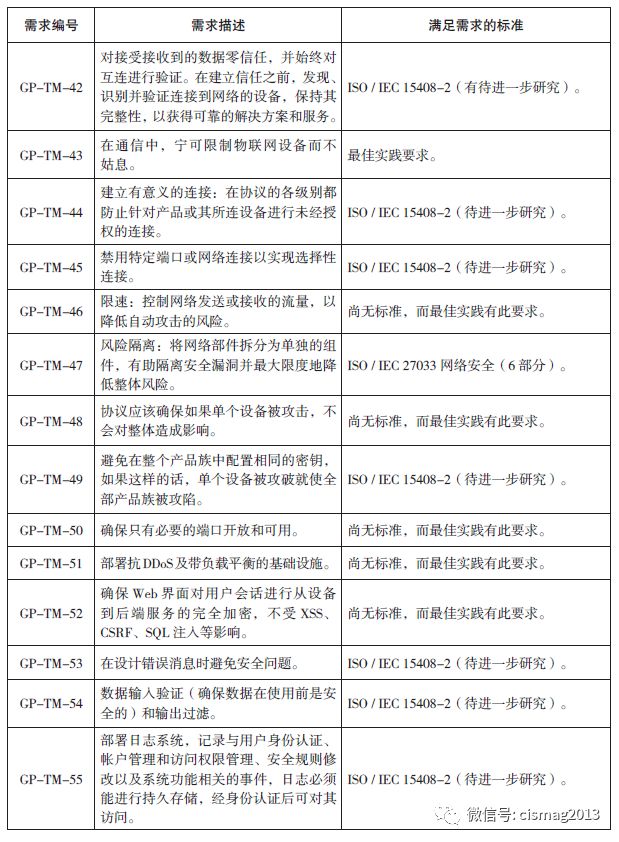 需求编号 需求描述 满足需求的标准
对接受接收到的数据零信任，并始终对
互连进行验证。在建立信任之前，发现、
GP-TM-42 识别并验证连接到网络的设备，保持其 ISO / IEC 15408-2（有待进一步研究）。
完整性，以获得可靠的解决方案和服务。
在通信中，宁可限制物联网设备而不
GP-TM-43 最佳实践要求。
姑息。
建立有意义的连接：在协议的各级别都
GP-TM-44 防止针对产品或其所连设备进行未经授 ISO / IEC 15408-2（待进一步研究）。
权的连接。
禁用特定端口或网络连接以实现选择性
GP-TM-45 ISO / IEC 15408-2（待进一步研究）。
连接。
限速：控制网络发送或接收的流量，以
GP-TM-46 尚无标准，而最佳实践有此要求。
降低自动攻击的风险。
风险隔离：将网络部件拆分为单独的组
GP-TM-47 件，有助隔离安全漏洞并最大限度地降 ISO / IEC 27033 网络安全（6 部分）。
低整体风险。
协议应该确保如果单个设备被攻击，不
GP-TM-48 尚无标准，而最佳实践有此要求。
会对整体造成影响。
避免在整个产品族中配置相同的密钥，
GP-TM-49 如果这样的话，单个设备被攻破就使全 ISO / IEC 15408-2（待进一步研究）。
部产品族被攻陷。
GP-TM-50 确保只有必要的端口开放和可用。 尚无标准，而最佳实践有此要求。
GP-TM-51 部署抗 DDoS 及带负载平衡的基础设施。 尚无标准，而最佳实践有此要求。
确保 Web 界面对用户会话进行从设备
GP-TM-52 到后端服务的完全加密，不受 XSS、 尚无标准，而最佳实践有此要求。
CSRF、SQL 注入等影响。
GP-TM-53 在设计错误消息时避免安全问题。 ISO / IEC 15408-2（待进一步研究）。
数据输入验证（确保数据在使用前是安
GP-TM-54 ISO / IEC 15408-2（待进一步研究）。
全的）和输出过滤。
部署日志系统，记录与用户身份认证、
帐户管理和访问权限管理、安全规则修
GP-TM-55 改以及系统功能相关的事件，日志必须 ISO / IEC 15408-2（待进一步研究）。
能进行持久存储，经身份认证后可对其
访问。
微信号: cismag2013